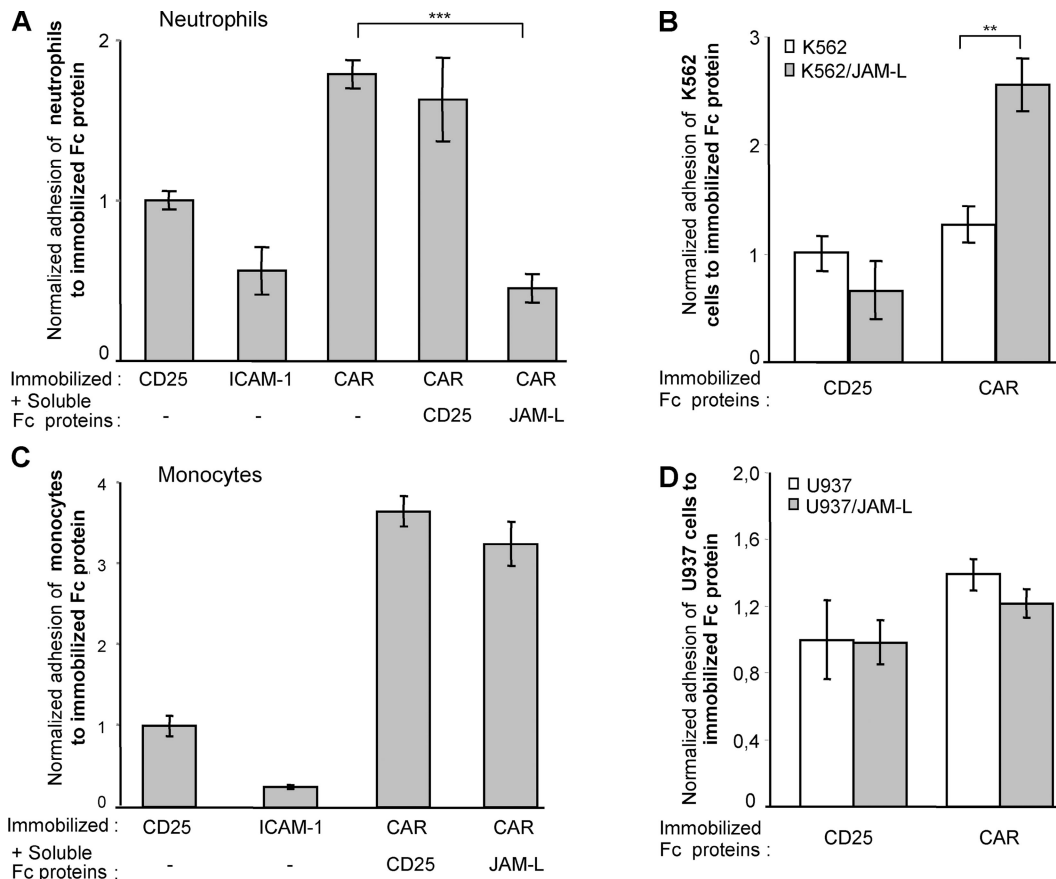 A
Neutrophils
***
Normalized adhesion of neutrophils
to immobilized Fc protein
2
1
0
Immobilized : CD25 ICAM-1 CAR CAR CAR
+ Soluble
Fc proteins : - - - CD25 JAM-L
B
K562
K562/JAM-L
**
Normalized adhesion of K562
cells to immobilized Fc protein
3
2
1
0
Immobilized
Fc proteins : CD25 CAR
C
Monocytes
Normalized adhesion of monocytes
to immobilized Fc protein
4
3
2
1
0
Immobilized : CD25 ICAM-1 CAR CAR
+ Soluble
Fc proteins : - - CD25 JAM-L
D
U937
U937/JAM-L
Normalized adhesion of U937 cells to
immobilized Fc protein
2,0
1,6
1,2
0,8
0,4
0
Immobilized
Fc proteins : CD25 CAR